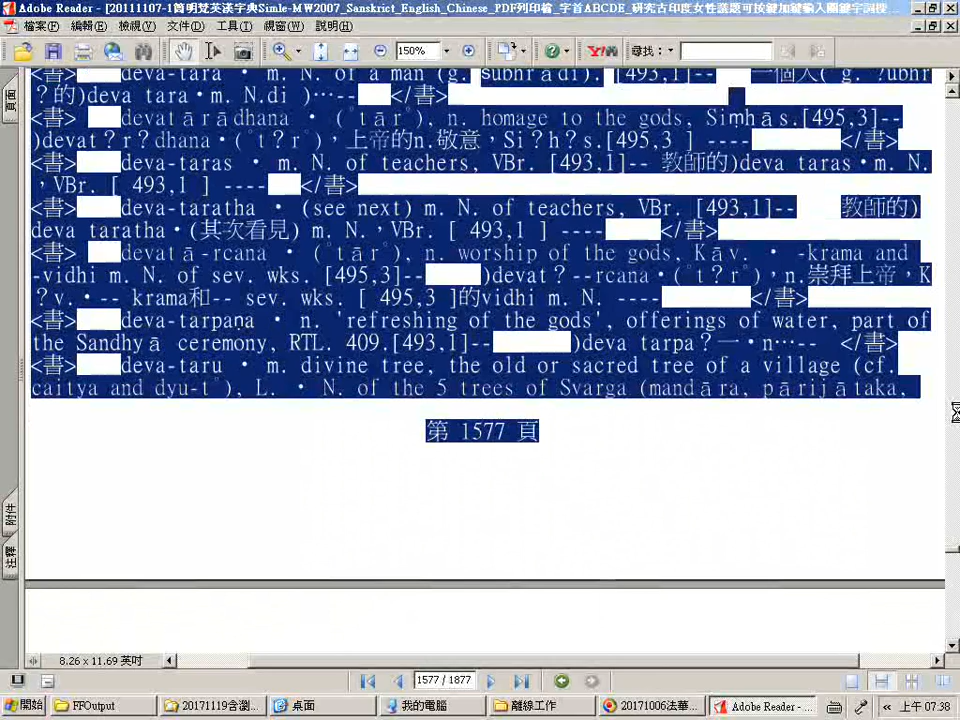 Adobe Reader - [20111107-1簡明梵英漢字典Simle-MW2007_Sanskrict_English_Chinese_PDF列印檔_字首ABCDE_研究古印度女性議題可按鍵加鍵輸入關鍵字詞搜
檔案(F) 編輯(E) 檢視(V) 文件(D) 工具(T) 視窗(W) 說明(H)
150% 尋找：
頁面
<書> deva-tara ‧ m. N. of a man (g. subhrādi). [493,1]-- 一個人( g. ?ubhr
？的)deva tara‧m. N.di )…-- </書>
<書> devatārādhana ‧ (°tār°), n. homage to the gods, Simhās.[495,3]--
)devat？r？dhana‧(°t？r°)，上帝的n.敬意，Si？h？s.[495,3 ] ---- </書>
<書> deva-taras ‧ m. N. of teachers, VBr. [493,1]-- 教師的)deva taras‧m. N.
，VBr. [ 493,1 ] ---- </書>
<書> deva-taratha ‧ (see next) m. N. of teachers, VBr. [493,1]-- 教師的)
deva taratha‧(其次看見) m. N.，VBr. [ 493,1 ] ---- </書>
<書> devatā-rcana ‧ (°tār°), n. worship of the gods, Kāv. ‧ -krama and
-vidhi m. N. of sev. wks. [495,3]-- )devat？--rcana‧(°t？r°)，n.崇拜上帝，K
？v.‧-- krama和-- sev. wks. [ 495,3 ]的vidhi m. N. ---- </書>
<書> deva-tarpana ‧ n. 'refreshing of the gods', offerings of water, part of
the Sandhyā ceremony, RTL. 409.[493,1]-- )deva tarpa？一‧n…-- </書>
<書> deva-taru ‧ m. divine tree, the old or sacred tree of a village (cf.
caitya and dyu-t°), L. ‧ N. of the 5 trees of Svarga (mandāra, pārijātaka,
第 1577 頁
附件
注釋
8.26 x 11.69 英吋
1577 / 1877
開始 FFOutput 20171119含瀏... 桌面 我的電腦 離線工作 20171006法華... Adobe Reader - ... 上午 07:38